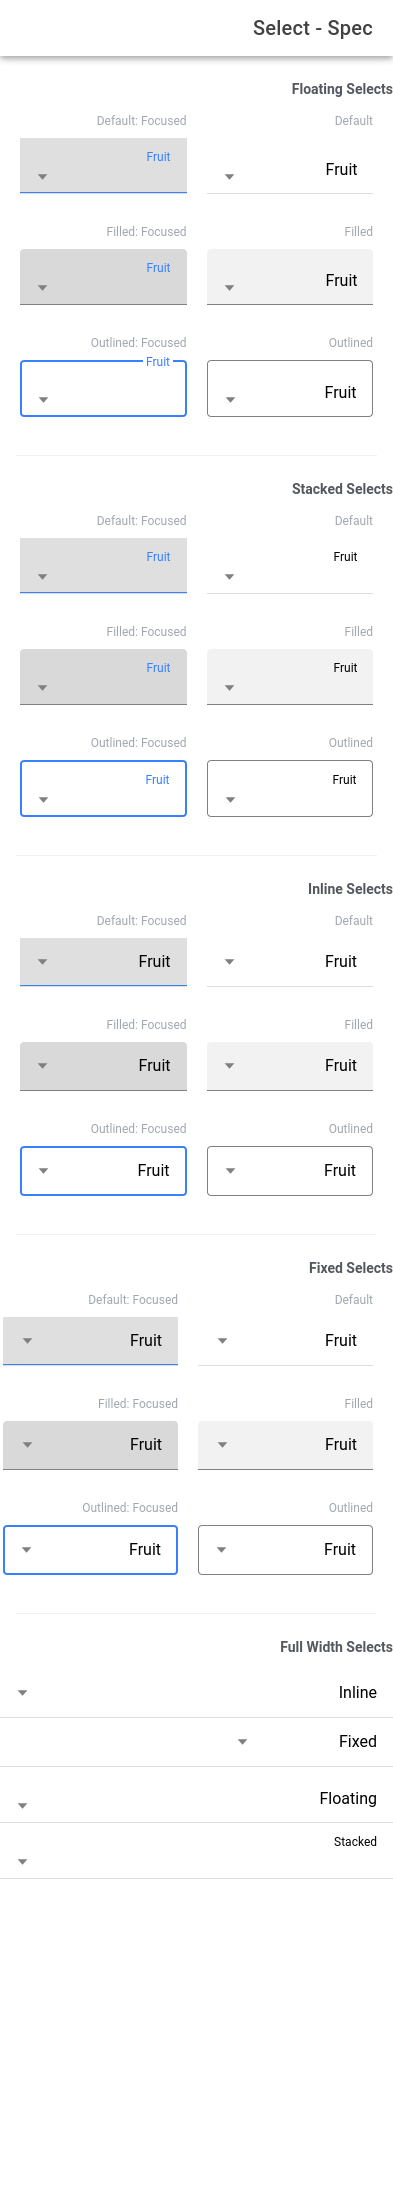 Select - Spec
Floating Selects
Default
Default: Focused
Fruit
Fruit
Filled
Filled: Focused
Fruit
Fruit
Outlined
Outlined: Focused
Fruit
Fruit
Stacked Selects
Default
Default: Focused
Fruit
Fruit
Filled
Filled: Focused
Fruit
Fruit
Outlined
Outlined: Focused
Fruit
Fruit
Inline Selects
Default
Default: Focused
Fruit
Fruit
Filled
Filled: Focused
Fruit
Fruit
Outlined
Outlined: Focused
Fruit
Fruit
Fixed Selects
Default
Default: Focused
Fruit
Fruit
Filled
Filled: Focused
Fruit
Fruit
Outlined
Outlined: Focused
Fruit
Fruit
Full Width Selects
Inline
Fixed
Floating
Stacked